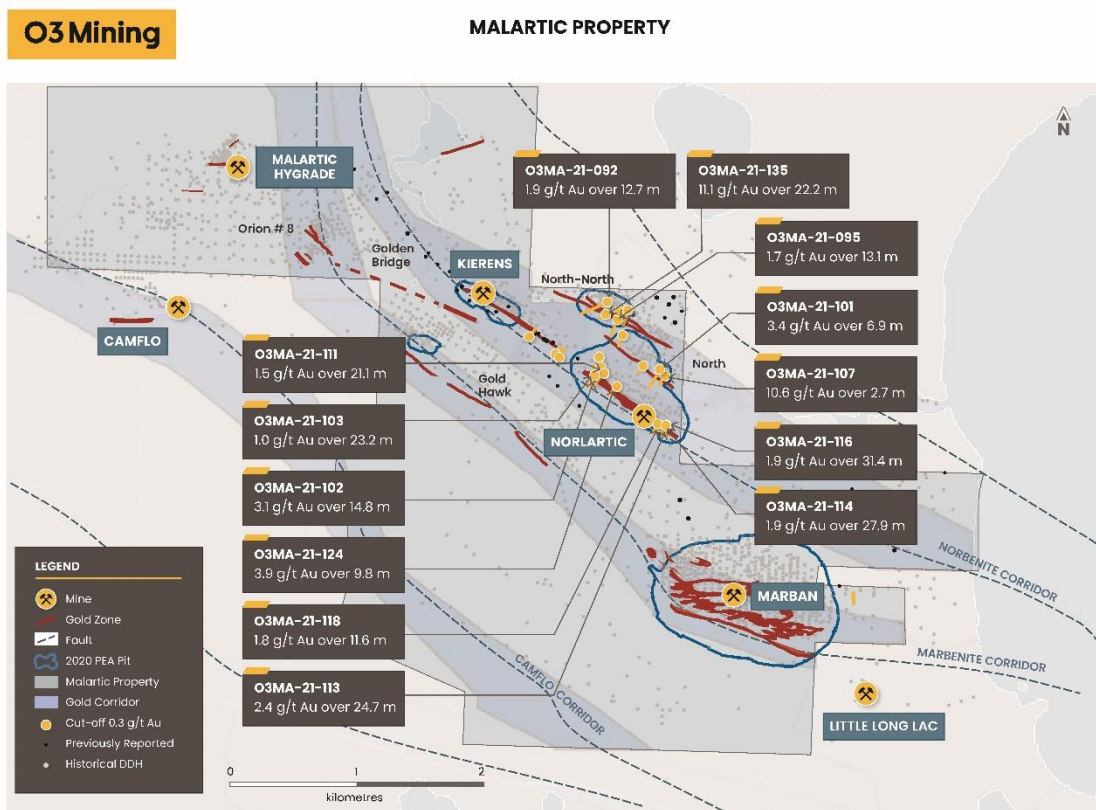 O3 Mining
MALARTIC PROPERTY
N
MALARTIC
HYGRADE
O3MA-21-092
1.9 g/t Au over 12.7 m
O3MA-21-135
11.1 g/t Au over 22.2 m
Orion # 8
Golden
Bridge
KIERENS
North-North
O3MA-21-095
1.7 g/t Au over 13.1 m
O3MA-21-101
3.4 g/t Au over 6.9 m
CAMFLO
O3MA-21-111
1.5 g/t Au over 21.1 m
Gold
Hawk
North
O3MA-21-107
10.6 g/t Au over 2.7 m
O3MA-21-103
1.0 g/t Au over 23.2 m
NORLARTIC
O3MA-21-116
1.9 g/t Au over 31.4 m
O3MA-21-102
3.1 g/t Au over 14.8 m
O3MA-21-114
1.9 g/t Au over 27.9 m
O3MA-21-124
3.9 g/t Au over 9.8 m
NORBENITE CORRIDOR
MARBAN
O3MA-21-118
1.8 g/t Au over 11.6 m
MARBENITE CORRIDOR
CAMFLO CORRIDOR
O3MA-21-113
2.4 g/t Au over 24.7 m
LITTLE LONG LAC
LEGEND
Mine
Gold Zone
Fault
2020 PEA Pit
Malartic Property
Gold Corridor
Cut-off 0.3 g/t Au
Previously Reported
Historical DDH
0 1 2
kilometres